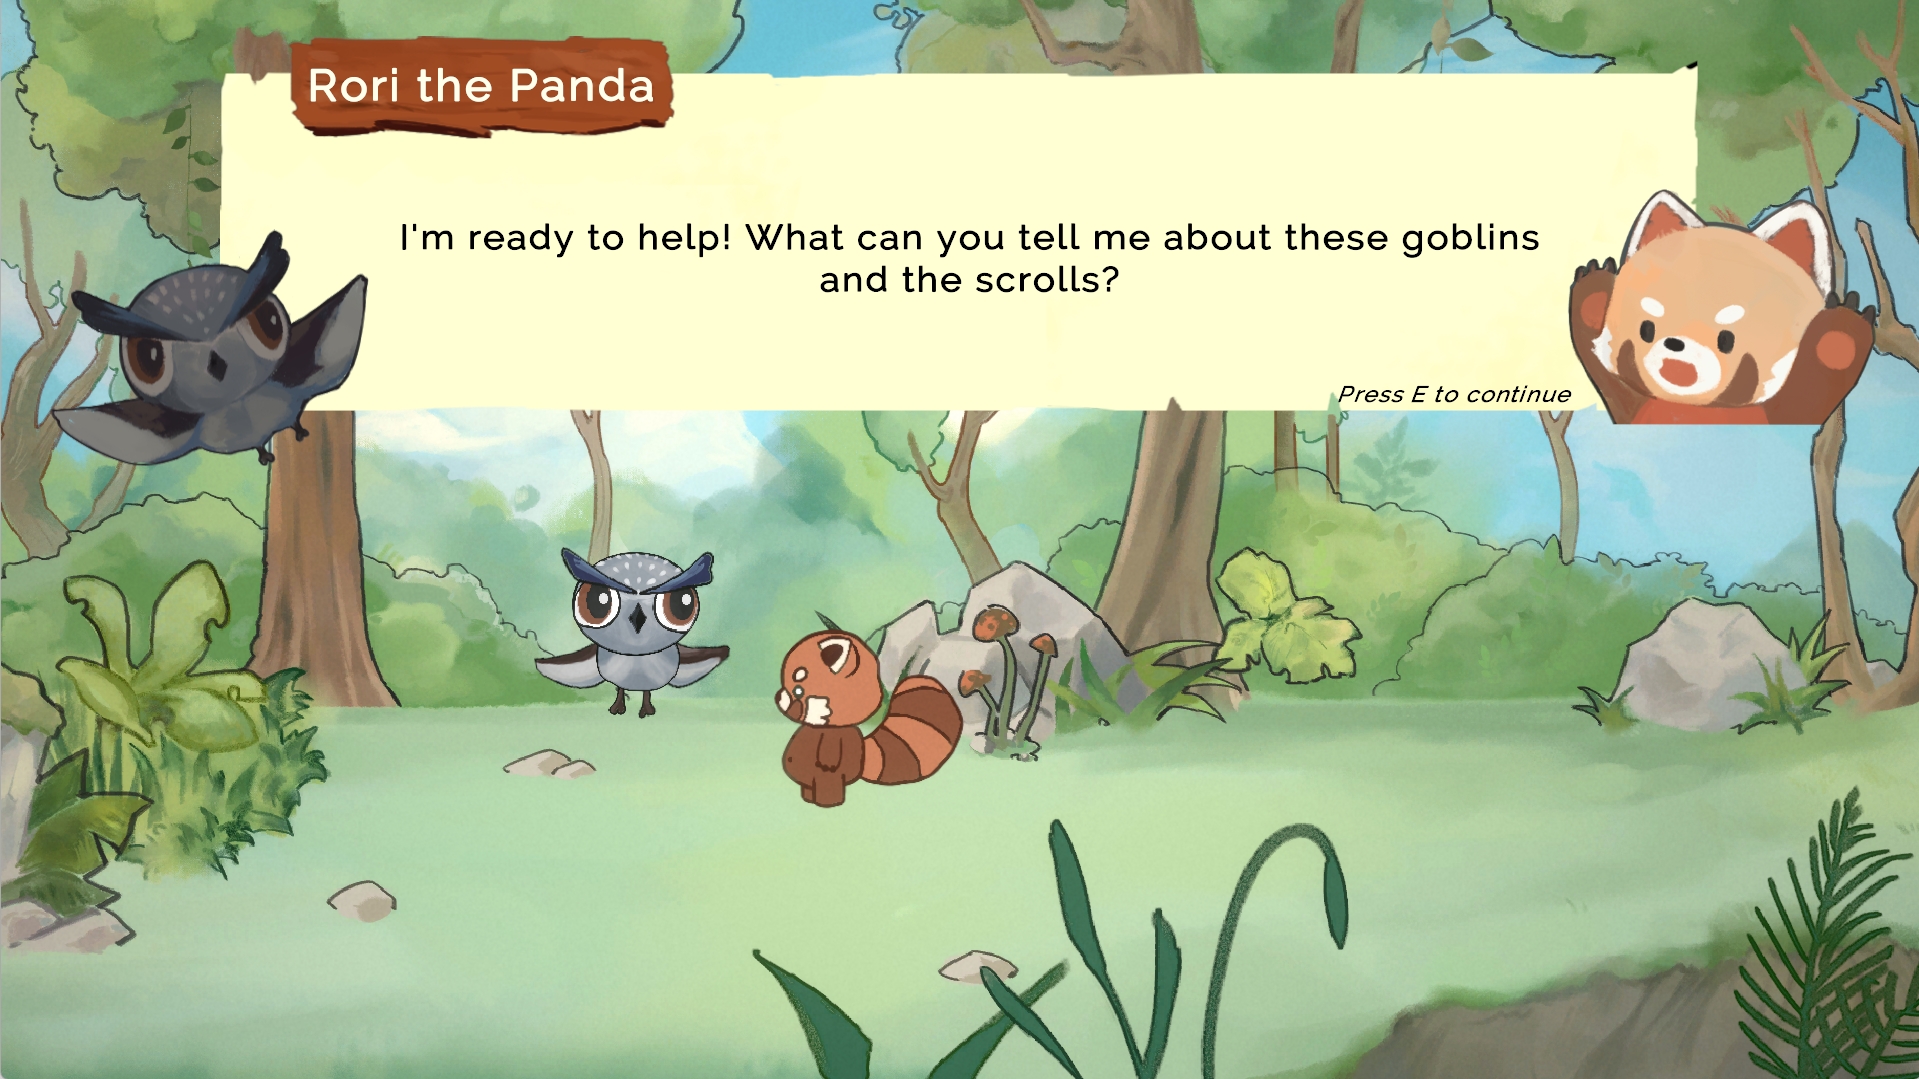 Rori the Panda
I'm ready to help! What can you tell me about these goblins
and the scrolls?
Press E to continue